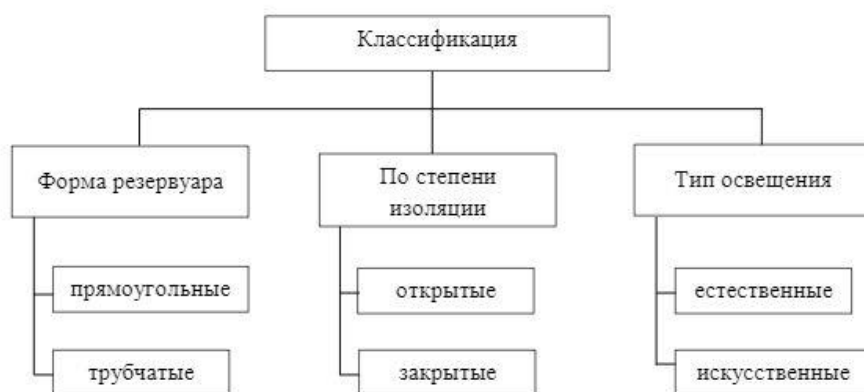 Классификация
Форма резервуара
По степени
изоляции
Тип освещения
прямоугольные
трубчатые
открытые
закрытые
естественные
искусственные